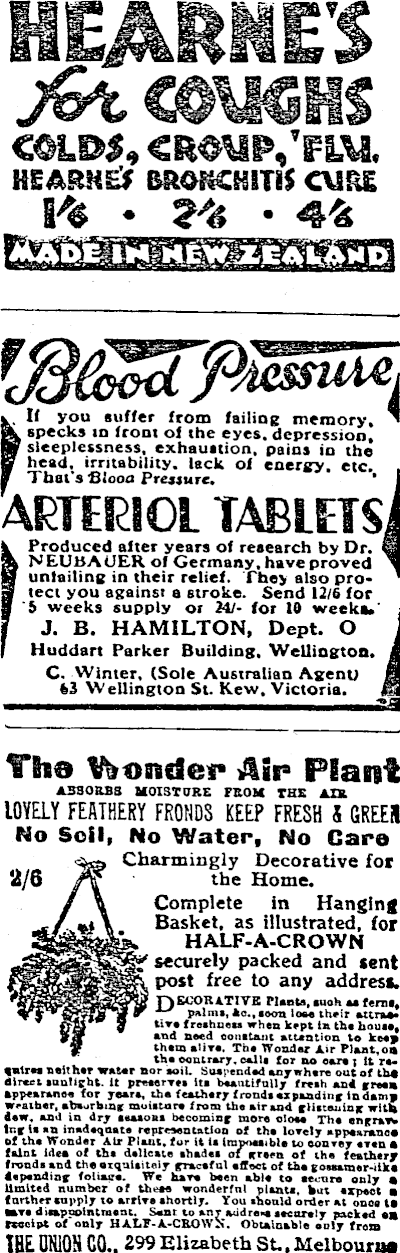 HEARNE'S
for COUGHS
COLDS, CROUP, 'FLU.
HEARNE'S BRONCHITIS CURE
1/6 • 2/6 • 4/6
MADE IN NEW ZEALAND
Blood Pressure
If you suffer from failing memory,
specks in front of the eyes, depression,
sleeplessness, exhaustion, pains in the
head, irritability, lack of energy, etc.,
That's Blood Pressure.
ARTERIOL TABLETS
Produced after years of research by Dr.
NEUBAUER of Germany, have proved
unfailing in their relief. They also pro-
tect you against a stroke. Send 12/6 for
5 weeks supply or 24/- for 10 weeks.
J. B. HAMILTON, Dept. O
Huddart Parker Building, Wellington.
C. Winter, (Sole Australian Agent)
63 Wellington St. Kew, Victoria.
The Wonder Air Plant
ABSORBS MOISTURE FROM THE AIR
LOVELY FEATHERY FRONDS KEEP FRESH & GREEN
No Soil, No Water, No Care
2/6
Charmingly Decorative for
the Home.
Complete in Hanging
Basket, as illustrated, for
HALF-A-CROWN
securely packed and sent
post free to any address.
DECORATIVE Plants, such as ferns,
palms, &c., soon lose their attrac-
tive freshness when kept in the house,
and need constant attention to keep
them alive. The Wonder Air Plant, on
the contrary, calls for no care; it re-
quires neither water nor soil. Suspended anywhere out of the
direct sunlight. it preserves its beautifully fresh and green
appearance for years, the feathery fronds expanding in damp
weather, absorbing moisture from the air and glistening with
dew, and in dry seasons becoming more close The engrav-
ing is an inadequate representation of the lovely appearance
of the Wonder Air Plant, for it is impossible to convey even a
faint idea of the delicate shades of green of the feathery
fronds and the exquisitely graceful effect of the gossamer-like
depending foliage. We have been able to secure only a
limited number of these wonderful plants, but expect a
further supply to arrive shortly. You should order at once to
save disappointment. Sent to any address securely packed on
receipt of only HALF-A-CROWN. Obtainable only from
THE UNION CO., 299 Elizabeth St., Melbourne